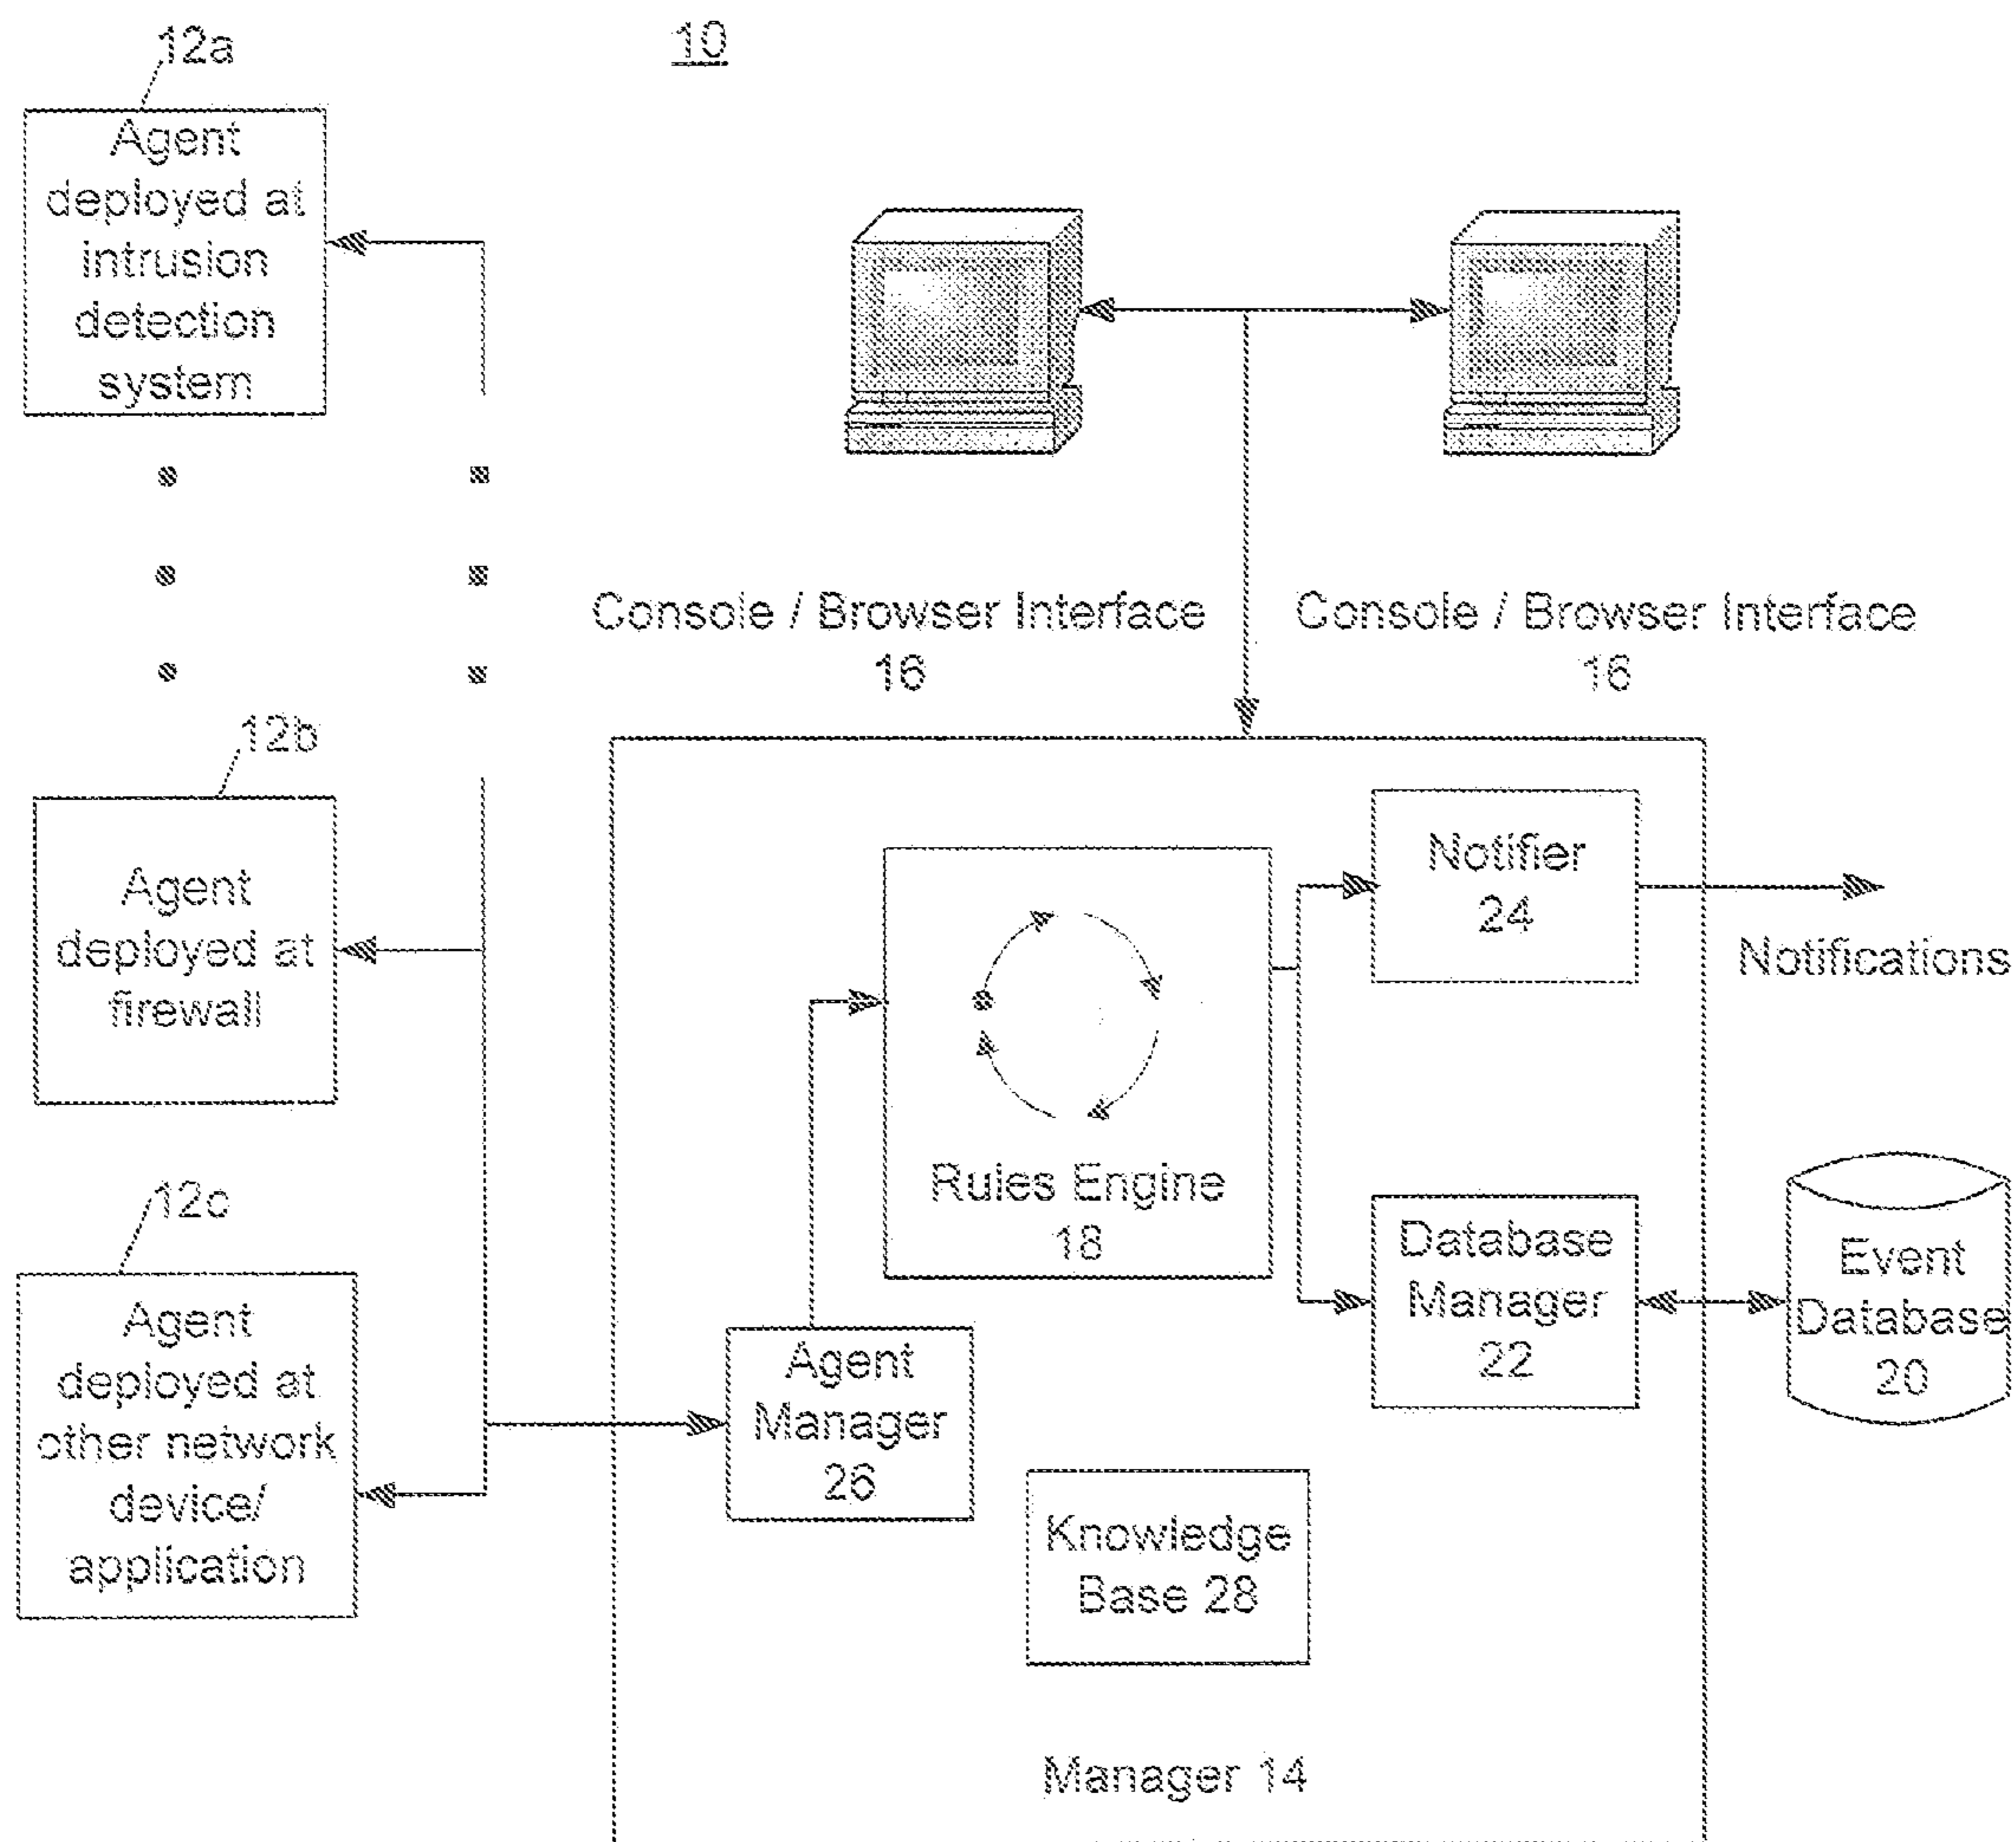 12a
10
Agent
deployed at
intrusion
detection
system
Console / Browser Interface
16
Console / Browser Interface
16
12b
Agent
deployed at
firewall
Notifier
24
Notifications
Rules Engine
18
12c
Agent
deployed at
other network
device/
application
Agent
Manager
26
Database
Manager
22
Event
Database
20
Knowledge
Base 28
Manager 14